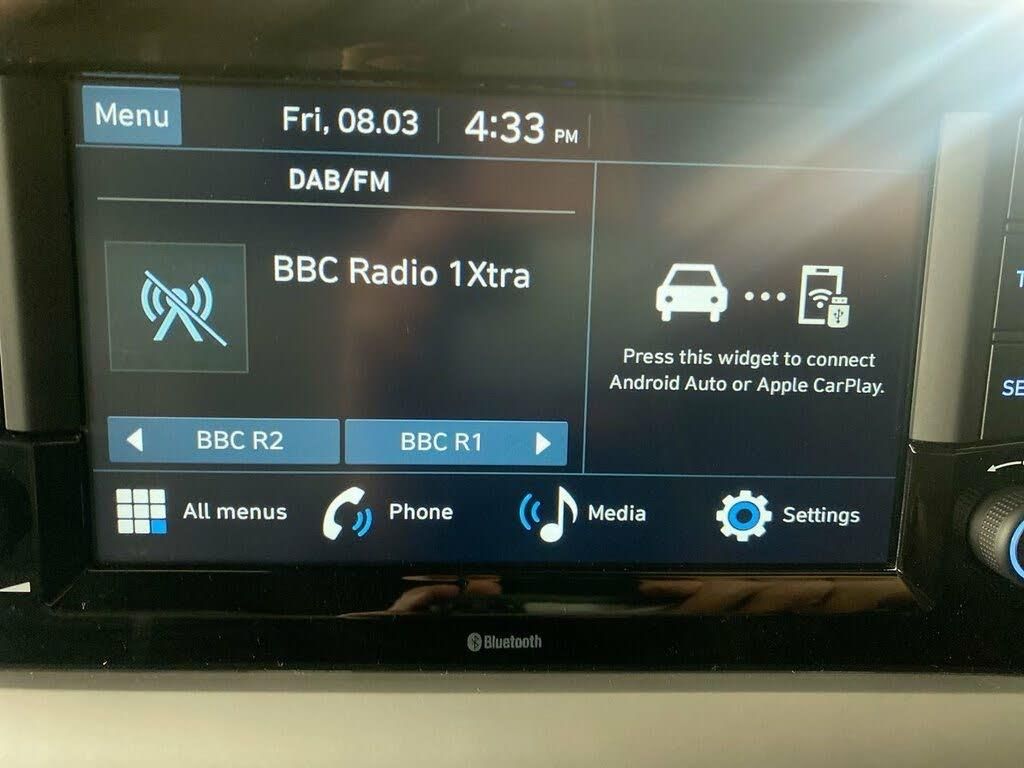 Menu
Fri, 08.03
4:33 PM
DAB/FM
BBC Radio 1Xtra
Press this widget to connect
Android Auto or Apple CarPlay.
BBC R2
BBC R1
All menus
Phone
Media
Settings
Bluetooth